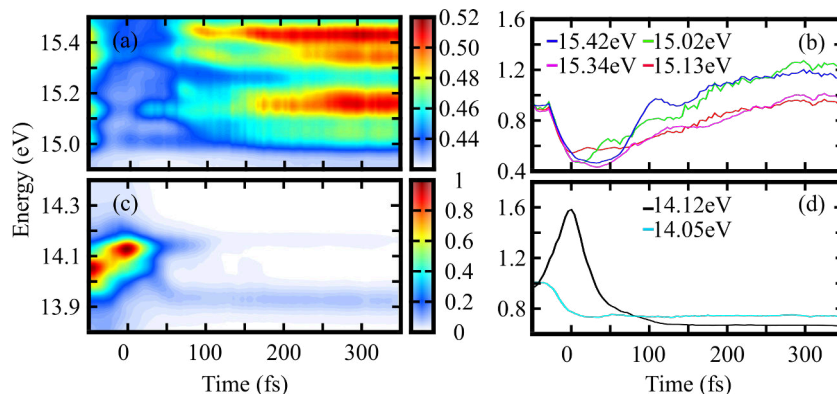 (a)
15.4
15.2
15.0
0.52
0.50
0.48
0.46
0.44
(b)
1.6
1.2
0.8
0.4
15.42eV
15.02eV
15.34eV
15.13eV
Energy (eV)
(c)
14.3
14.1
13.9
1
0.8
0.6
0.4
0.2
0
(d)
1.6
1.2
0.8
14.12eV
14.05eV
0 100 200 300
0 100 200 300
Time (fs)
Time (fs)